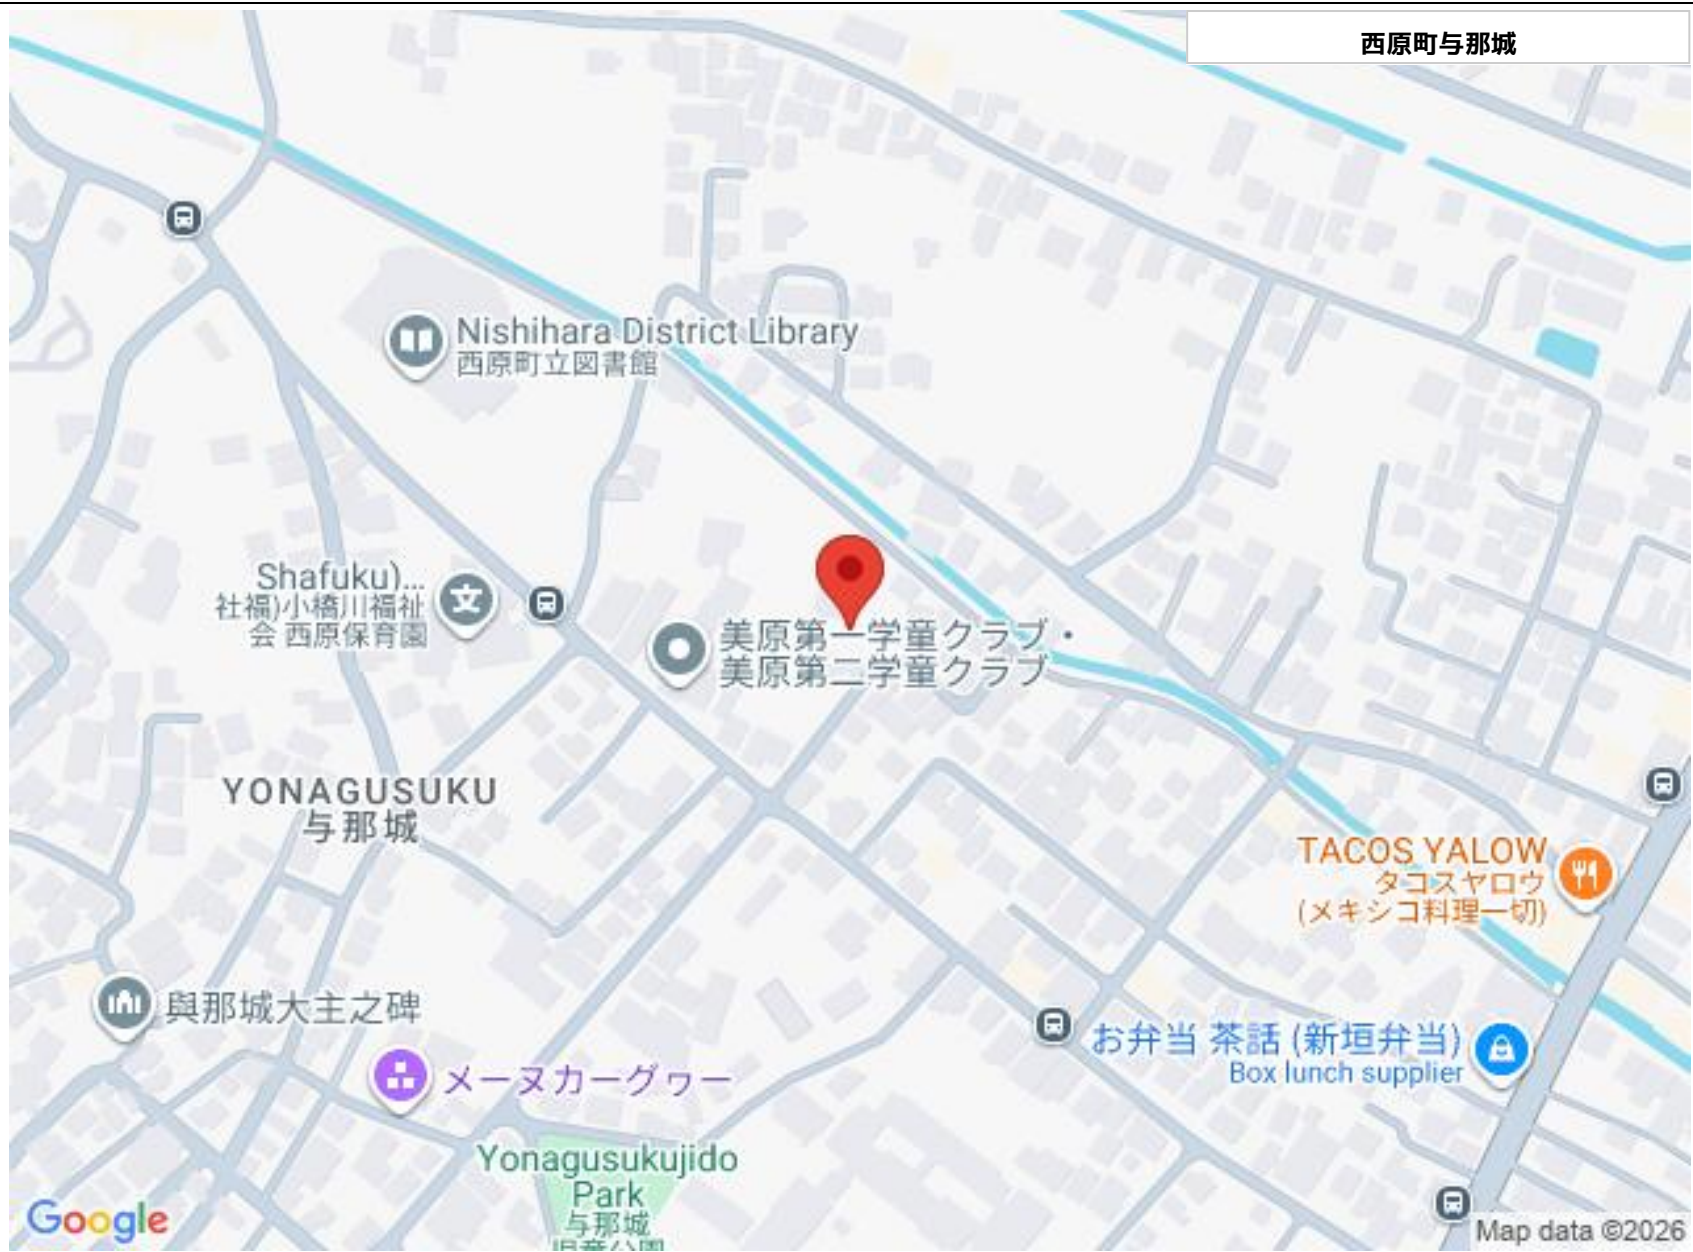 西原町与那城
Nishihara District Library
西原町立図書館
Shafuku)...
社福)小橋川福祉
会 西原保育園
美原第一学童クラブ・
美原第二学童クラブ
YONAGUSUKU
与那城
TACOS YALOW
タコスヤロウ
(メキシコ料理一切)
與那城大主之碑
お弁当 茶話 (新垣弁当)
Box lunch supplier
メーヌカーグヮー
Yonagusukujido
Park
与那城
児童公園
Google
Map data ©2026